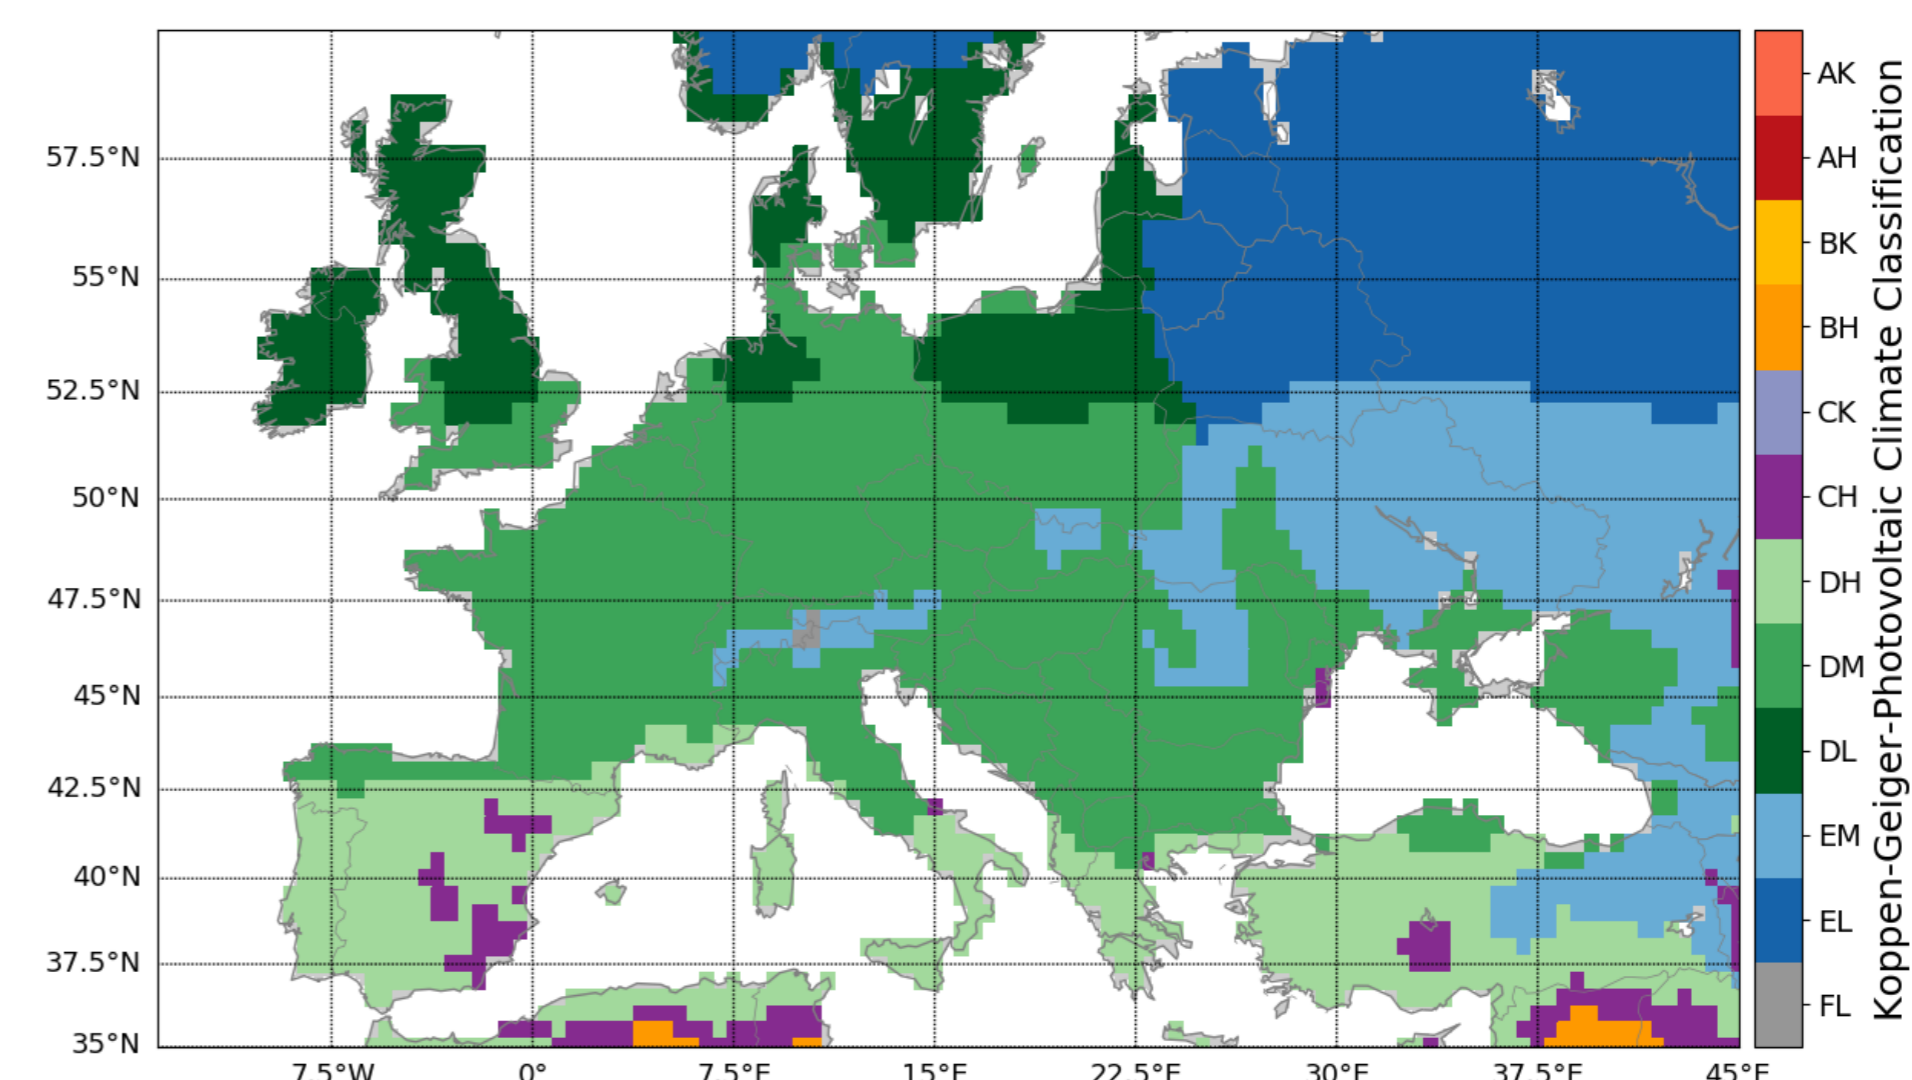 57.5°N
55°N
52.5°N
50°N
47.5°N
45°N
42.5°N
40°N
37.5°N
35°N
7.5°W 0° 7.5°E 15°E 22.5°E 30°E 37.5°E 45°E
AK
AH
BK
BH
CK
CH
DH
DM
DL
EM
EL
FL
Koppen-Geiger-Photovoltaic Climate Classification